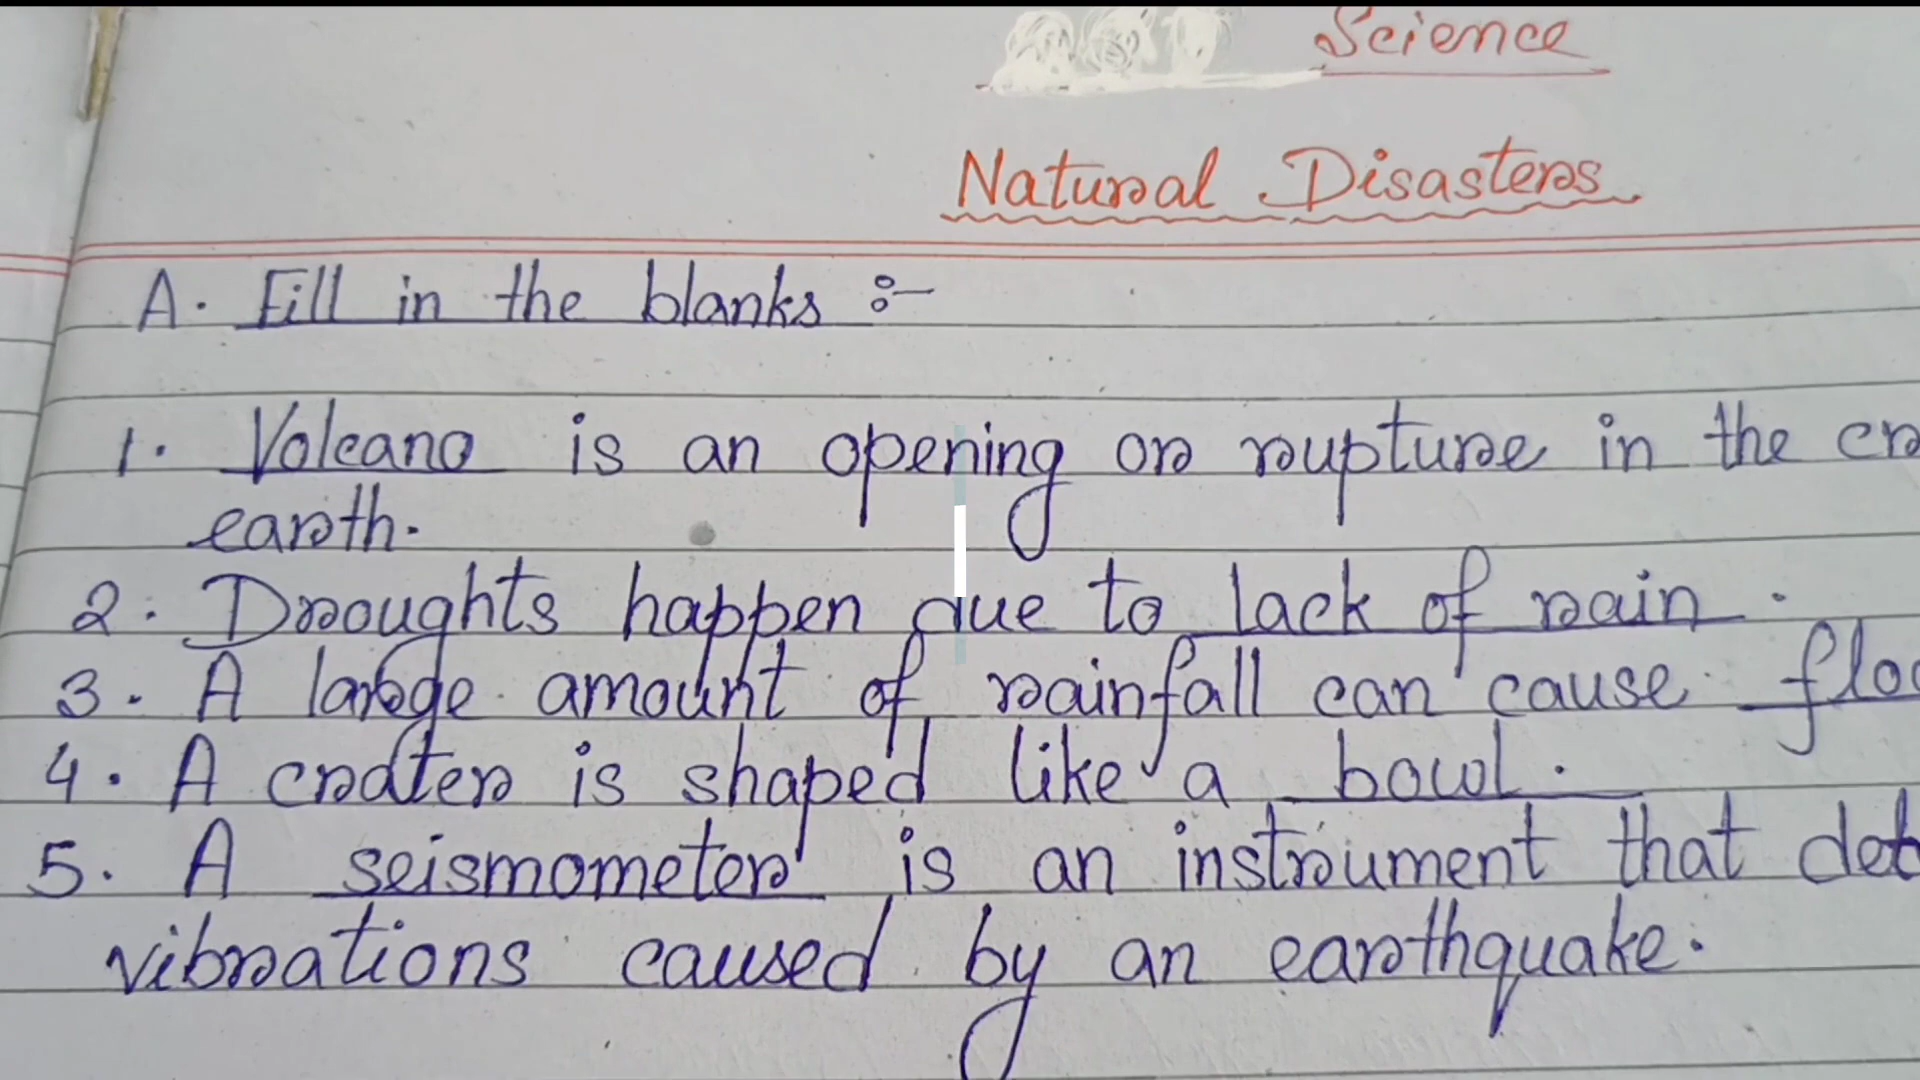 Science
Natural Disasters
A. Fill in the blanks :-
1. Volcano is an opening or rupture in the
earth.
2. Droughts happen due to lack of rain.
3. A large amount of rainfall can cause
4. A crater is shaped like a bowl.
5. A seismometer is an instrument that
vibrations caused by an earthquake.